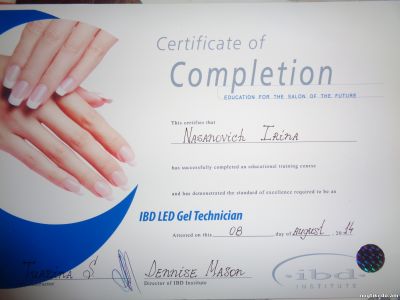 Certificate of
Completion
EDUCATION FOR THE SALON OF THE FUTURE
This certifies that
Nasanovich Irina
has successfully completed an educational training course
and has demonstrated the standard of excellence required to be
IBD LED Gel Technician
Attested on this 08 day of august 2014
Dennise Mason
Director of IBD Institute
ibd
INSTITUTE